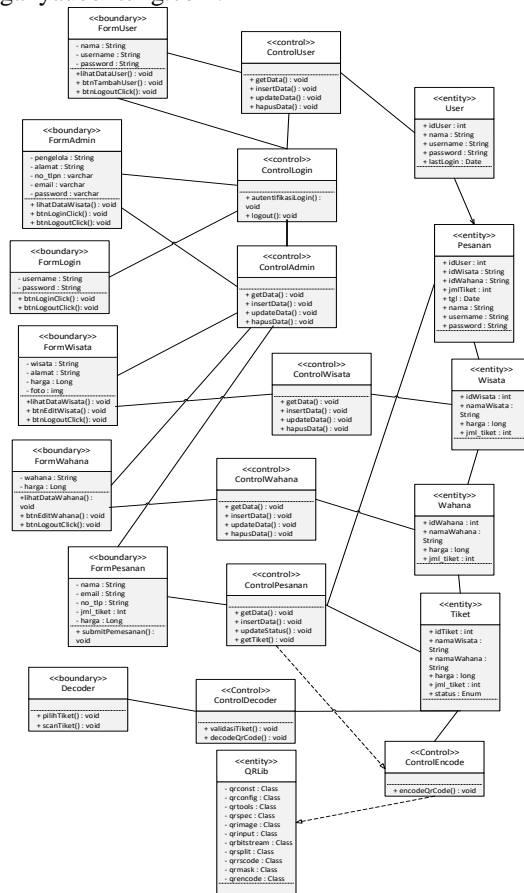 <<boundary>>
FormUser
- nama : String
- username : String
- password : String
+lihatDataUser() : void
+ btnTambahUser() : void
+ btnLogoutClick() : void
<<control>>
ControlUser
+ getData() : void
+ insertData() : void
+ updateData() : void
+ hapusData() : void
<<entity>>
User
+ idUser : int
+ nama : String
+ username : String
+ password : String
+ lastLogin : Date
<<boundary>>
FormAdmin
- pengelola : String
- alamat : String
- no_tlpn : varchar
- email : varchar
- password : varchar
+ lihatDataWisata() : void
+ btnLoginClick() : void
+ btnLogoutClick() : void
<<control>>
ControlLogin
+ autentifikasiLogin() :
void
+ logout(): void
<<entity>>
Pesanan
+ idUser : int
+ idWisata : String
+ idWahana : String
+ jmlTiket : int
+ tgl : Date
+ nama : String
+ username : String
+ password : String
<<boundary>>
FormLogin
- username : String
- password : String
+ btnLoginClick() : void
+ btnLogoutClick() : void
<<control>>
ControlAdmin
+ getData() : void
+ insertData() : void
+ updateData() : void
+ hapusData() : void
<<boundary>>
FormWisata
- wisata : String
- alamat : String
- harga : Long
- foto : img
+lihatDataWisata() : void
+ btnEditWisata() : void
+ btnLogoutClick() : void
<<control>>
ControlWisata
+ getData() : void
+ insertData() : void
+ updateData() : void
+ hapusData() : void
<<entity>>
Wisata
+ idWisata : int
+ namaWisata :
String
+ harga : long
+ jml_tiket : int
<<boundary>>
FormWahana
- wahana : String
- harga : Long
+lihatDataWahana() :
void
+ btnEditWahana() : void
+ btnLogoutClick() : void
<<control>>
ControlWahana
+ getData() : void
+ insertData() : void
+ updateData() : void
+ hapusData() : void
<<entity>>
Wahana
+ idWahana : int
+ namaWahana :
String
+ harga : long
+ jml_tiket : int
<<boundary>>
FormPesanan
- nama : String
- email : String
- no_tlp : String
- jml_tiket : Int
- harga : Long
+ submitPemesanan() :
void
<<control>>
ControlPesanan
+ getData() : void
+ insertData() : void
+ updateStatus() : void
+ getTiket() : void
<<entity>>
Tiket
+ idTiket : int
+ namaWisata :
String
+ namaWahana :
String
+ harga : long
+ jml_tiket : int
+ status : Enum
<<boundary>>
Decoder
+ pilihTiket() : void
+ scanTiket() : void
<<Control>>
ControlDecoder
+ validasiTiket() : void
+ decodeQrCode() : void
<<Control>>
ControlEncode
+ encodeQrCode() : void
<<entity>>
QRLib
- qrconst : Class
- qrconfig : Class
- qrtools : Class
- qrspec : Class
- qrimage : Class
- qrinput : Class
- qrbitstream : Class
- qrsplit : Class
- qrrscode : Class
- qrmask : Class
- qrencode : Class